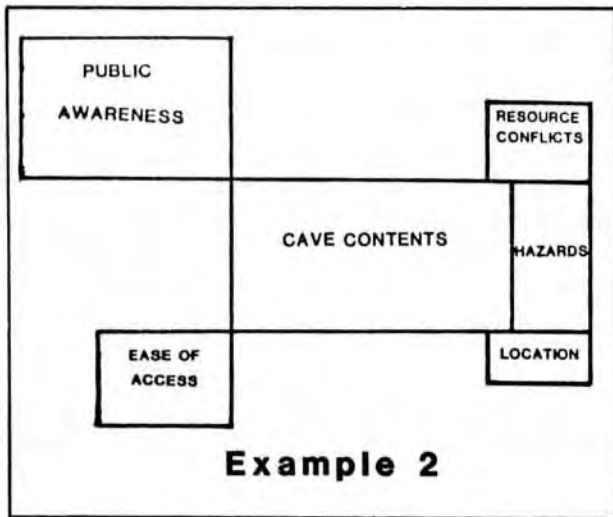 PUBLIC
AWARENESS
RESOURCE
CONFLICTS
CAVE CONTENTS
HAZARDS
EASE OF
ACCESS
LOCATION
Example 2